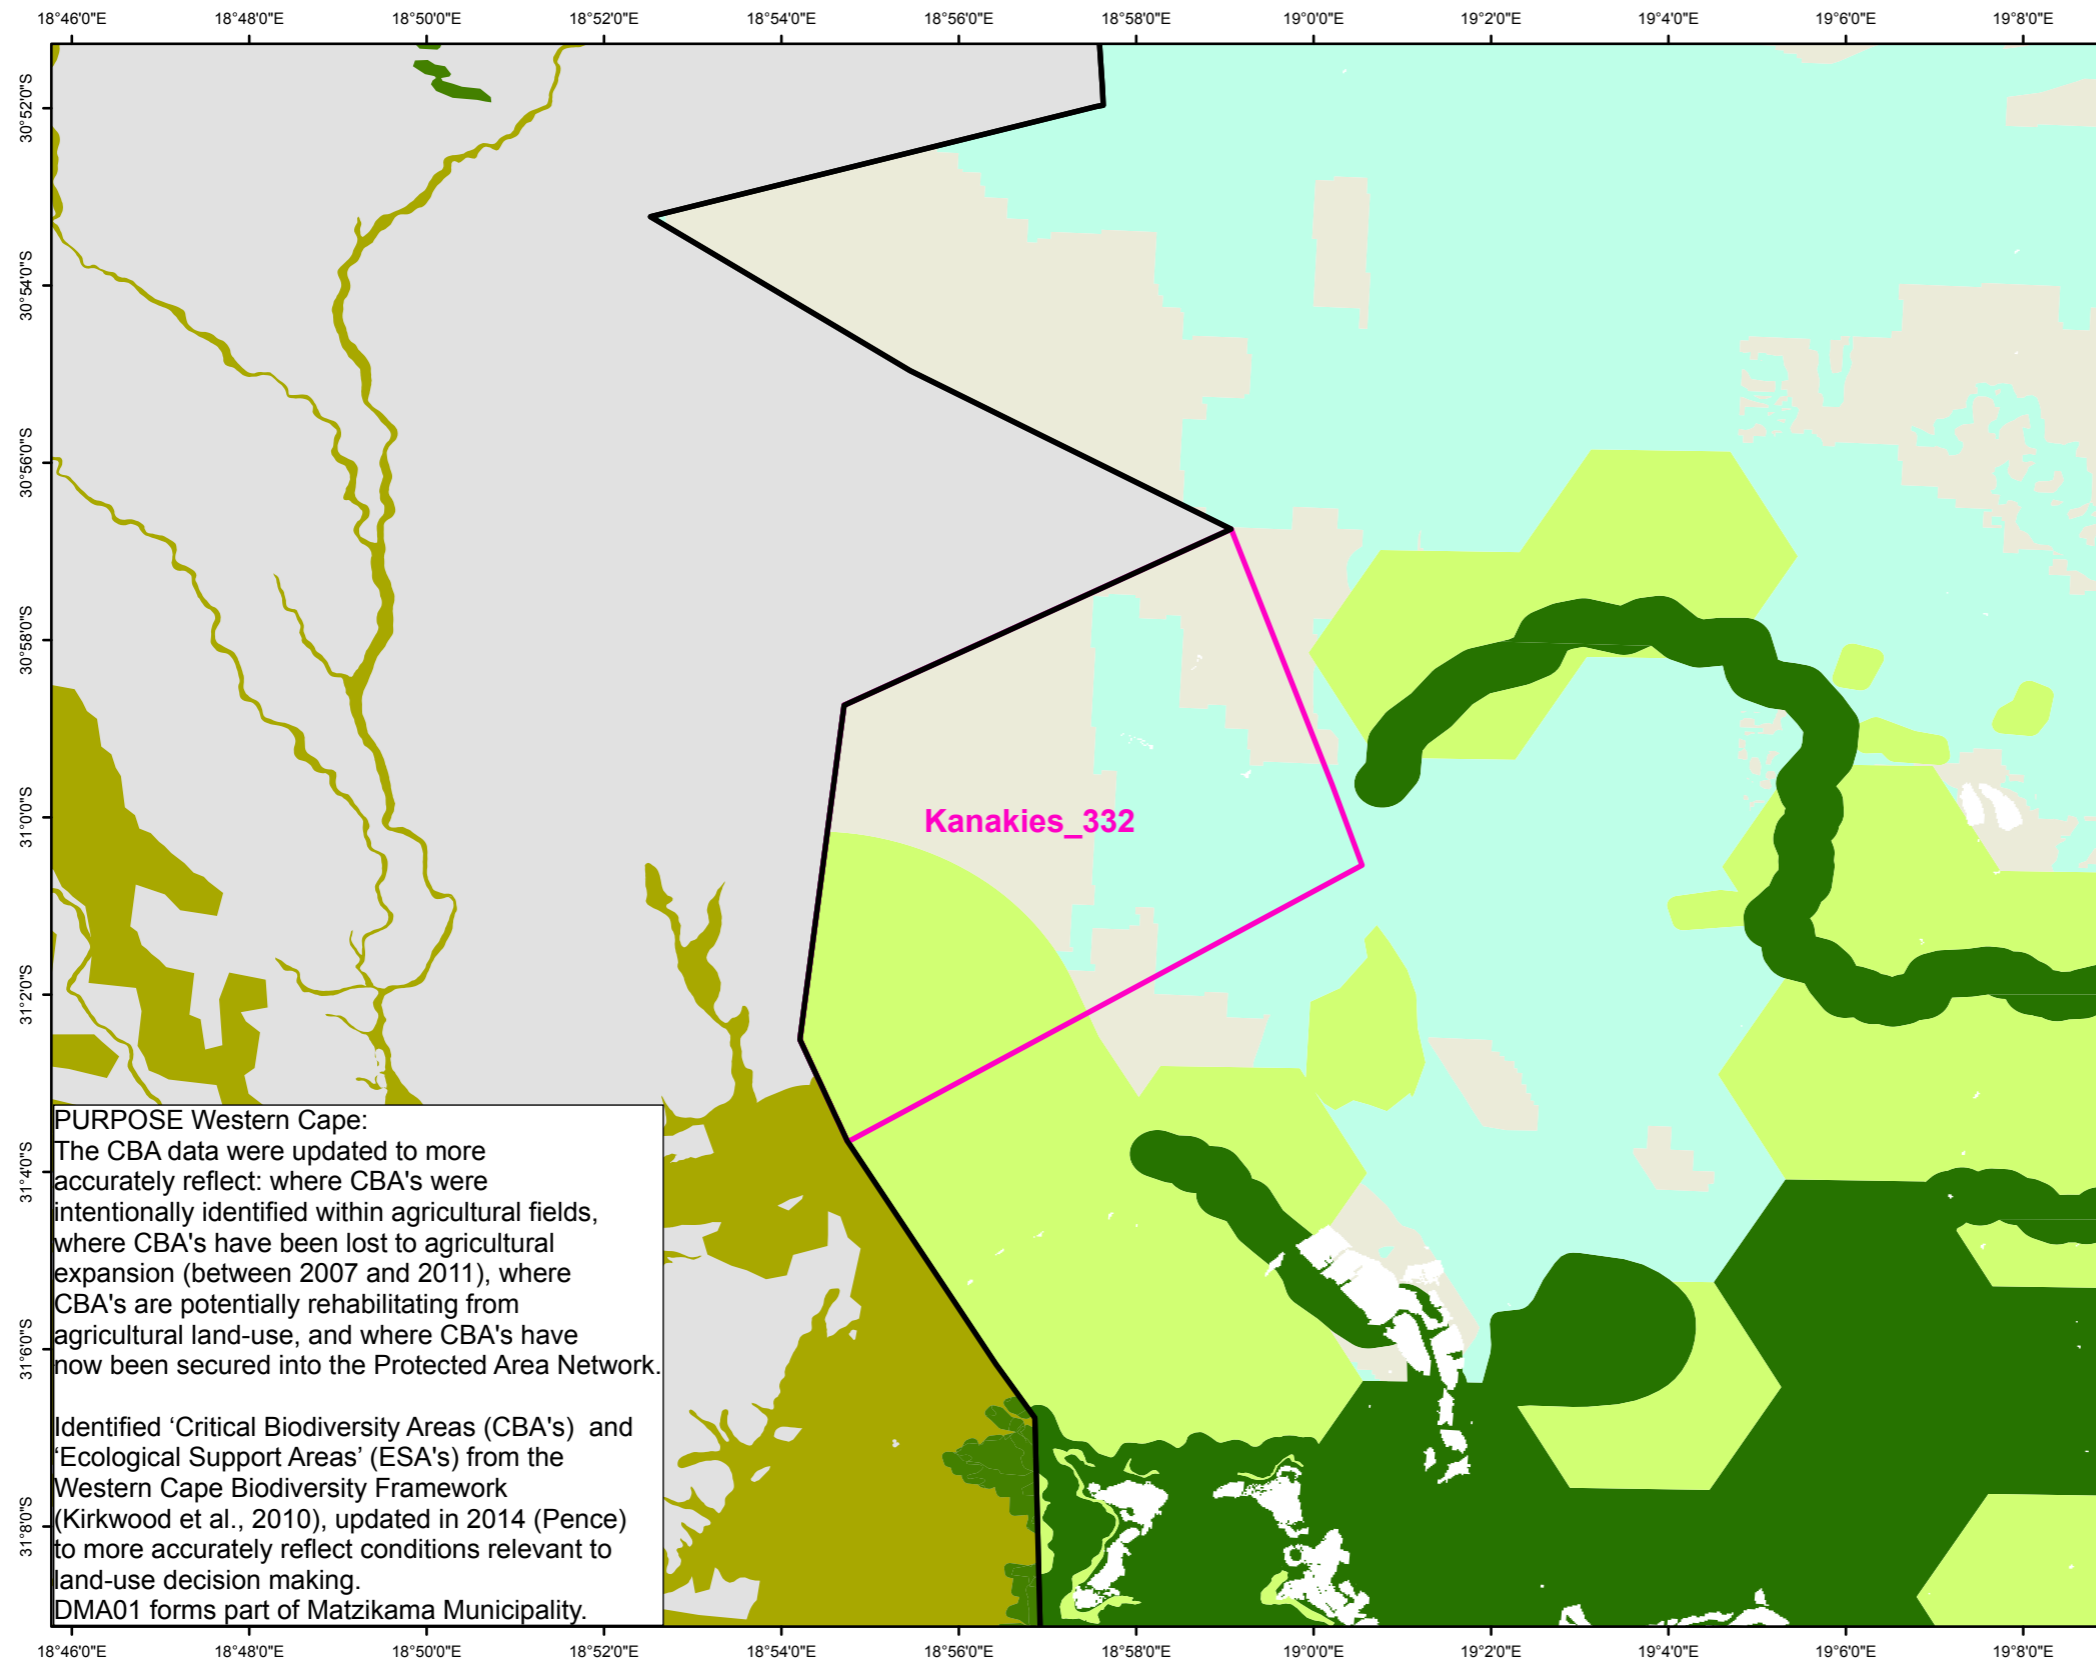 18°46'0"E 18°48'0"E 18°50'0"E 18°52'0"E 18°54'0"E 18°56'0"E 18°58'0"E 19°0'0"E 19°2'0"E 19°4'0"E 19°6'0"E 19°8'0"E
30°52'0"S
30°54'0"S
30°56'0"S
30°58'0"S
31°0'0"S
31°2'0"S
31°4'0"S
31°6'0"S
31°8'0"S
Kanakies_332
PURPOSE Western Cape:
The CBA data were updated to more
accurately reflect: where CBA's were
intentionally identified within agricultural fields,
where CBA's have been lost to agricultural
expansion (between 2007 and 2011), where
CBA's are potentially rehabilitating from
agricultural land-use, and where CBA's have
now been secured into the Protected Area Network.
Identified ‘Critical Biodiversity Areas (CBA's) and
‘Ecological Support Areas’ (ESA's) from the
Western Cape Biodiversity Framework
(Kirkwood et al., 2010), updated in 2014 (Pence)
to more accurately reflect conditions relevant to
land-use decision making.
DMA01 forms part of Matzikama Municipality.
18°46'0"E 18°48'0"E 18°50'0"E 18°52'0"E 18°54'0"E 18°56'0"E 18°58'0"E 19°0'0"E 19°2'0"E 19°4'0"E 19°6'0"E 19°8'0"E